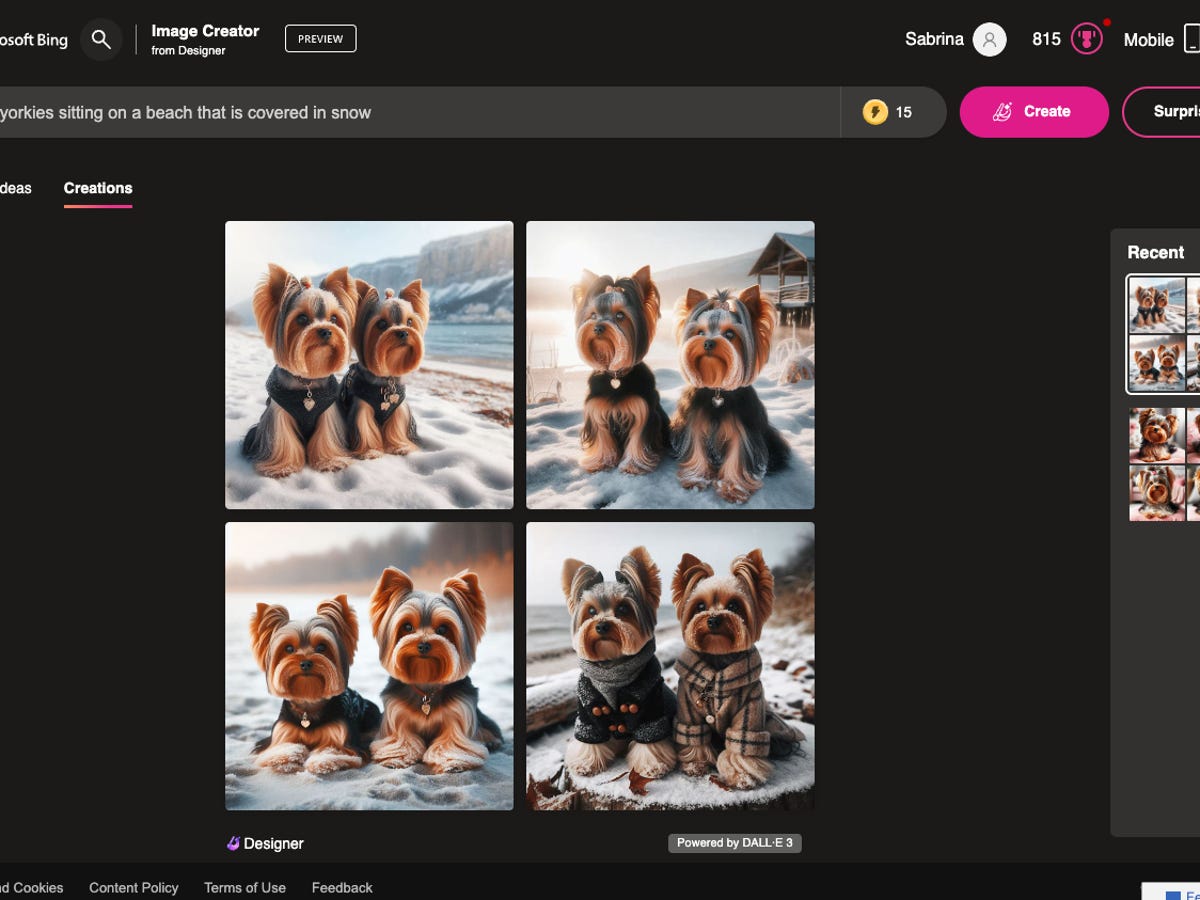 osoft Bing
Image Creator
from Designer
PREVIEW
Sabrina
815
Mobile
yorkies sitting on a beach that is covered in snow
15
Create
Surpri
deas
Creations
Recent
Designer
Powered by DALL·E 3
d Cookies
Content Policy
Terms of Use
Feedback